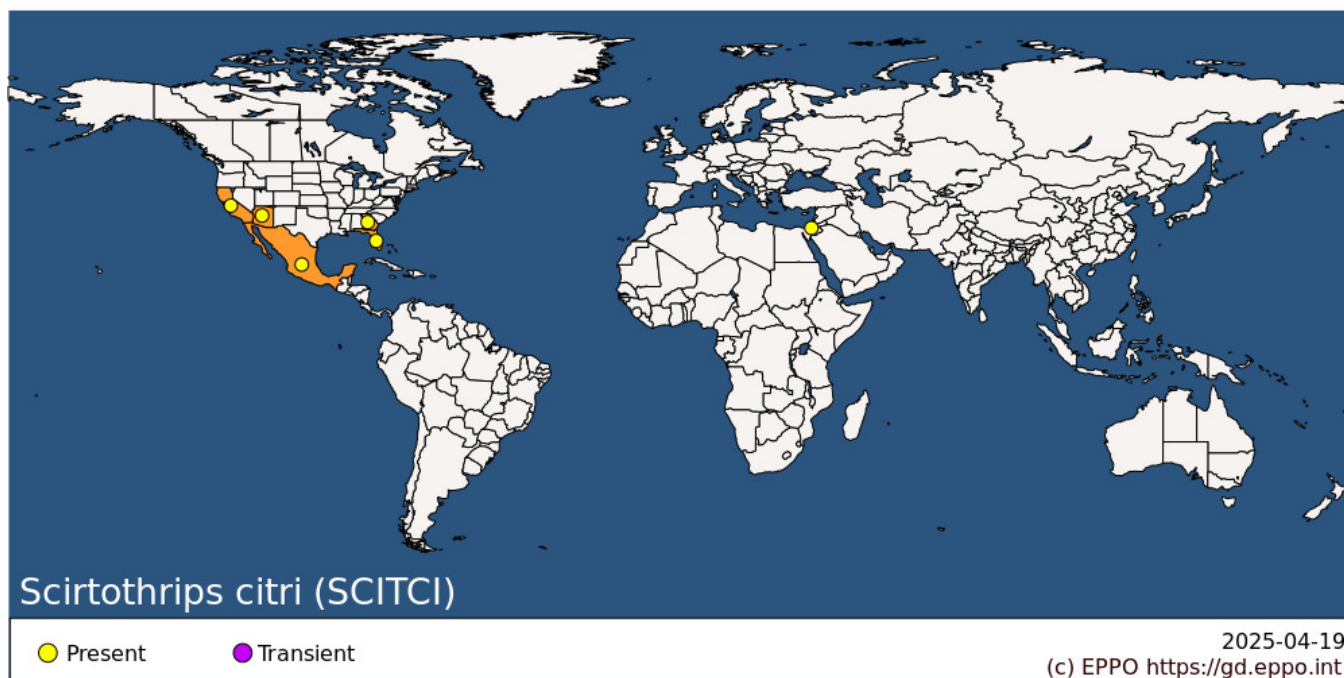 Scirtothrips citri (SCITCI)
Present
Transient
2025-04-19
(c) EPPO https://gd.eppo.int